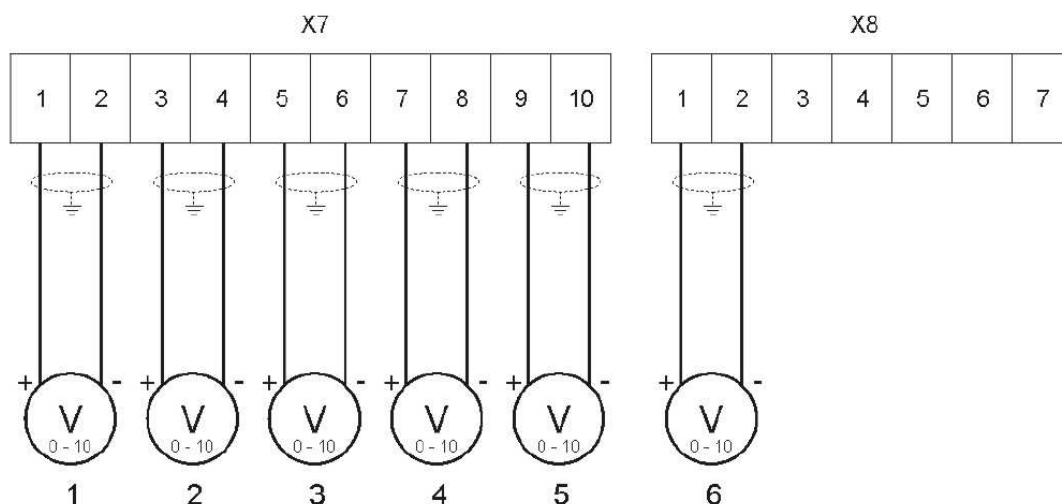 X7 X8
1 2 3 4 5 6 7 8 9 10 1 2 3 4 5 6 7
+ - + - + - + - + - + -
V V V V V V
0 - 10 0 - 10 0 - 10 0 - 10 0 - 10 0 - 10
1 2 3 4 5 6